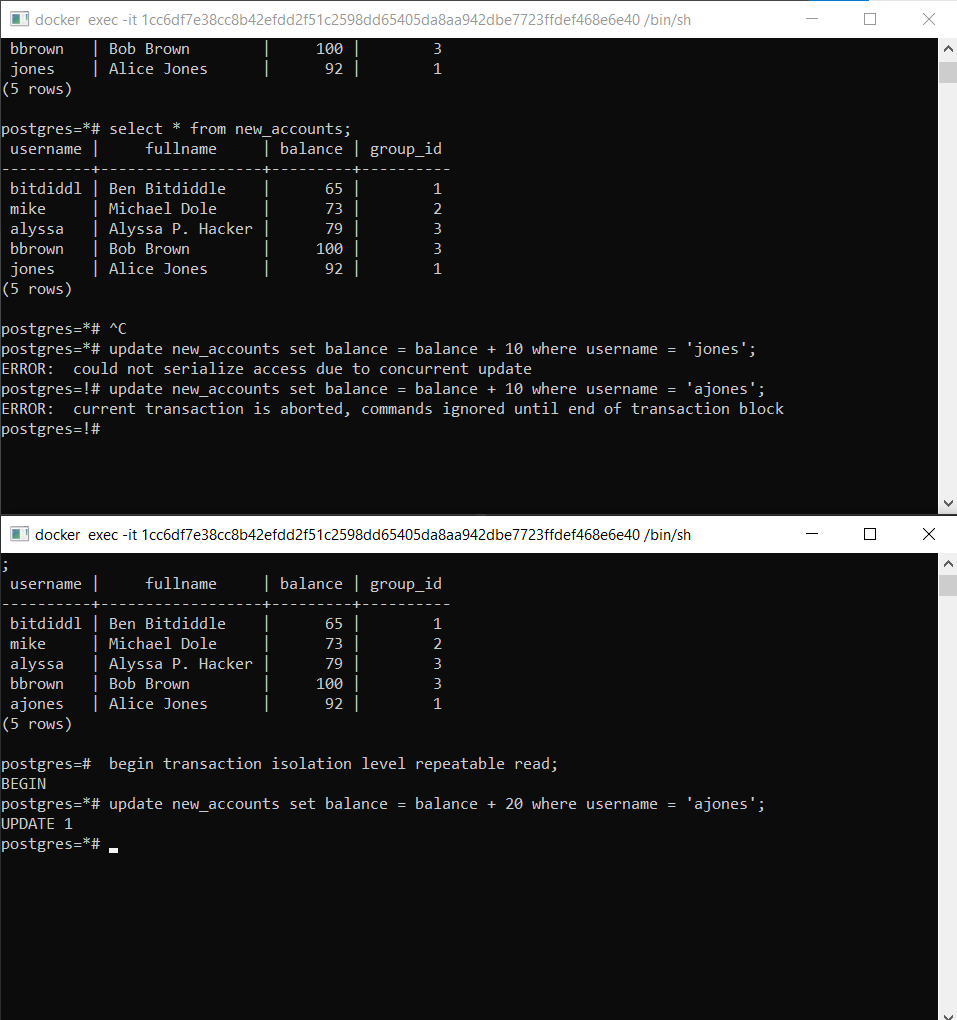 docker  exec -it 1cc6df7e38cc8b42efdd2f51c2598dd65405da8aa942dbe7723ffdef468e6e40 /bin/sh
 bbrown   | Bob Brown        |     100 |        3
 jones    | Alice Jones      |      92 |        1
(5 rows)
postgres=*# select * from new_accounts;
 username |     fullname     | balance | group_id
----------+------------------+---------+----------
 bitdiddl | Ben Bitdiddle    |      65 |        1
 mike     | Michael Dole     |      73 |        2
 alyssa   | Alyssa P. Hacker |      79 |        3
 bbrown   | Bob Brown        |     100 |        3
 jones    | Alice Jones      |      92 |        1
(5 rows)
postgres=*# ^C
postgres=*# update new_accounts set balance = balance + 10 where username = 'jones';
ERROR:  could not serialize access due to concurrent update
postgres=!# update new_accounts set balance = balance + 10 where username = 'ajones';
ERROR:  current transaction is aborted, commands ignored until end of transaction block
postgres=!#
docker  exec -it 1cc6df7e38cc8b42efdd2f51c2598dd65405da8aa942dbe7723ffdef468e6e40 /bin/sh
;
 username |     fullname     | balance | group_id
----------+------------------+---------+----------
 bitdiddl | Ben Bitdiddle    |      65 |        1
 mike     | Michael Dole     |      73 |        2
 alyssa   | Alyssa P. Hacker |      79 |        3
 bbrown   | Bob Brown        |     100 |        3
 ajones   | Alice Jones      |      92 |        1
(5 rows)
postgres=#  begin transaction isolation level repeatable read;
BEGIN
postgres=*# update new_accounts set balance = balance + 20 where username = 'ajones';
UPDATE 1
postgres=*#